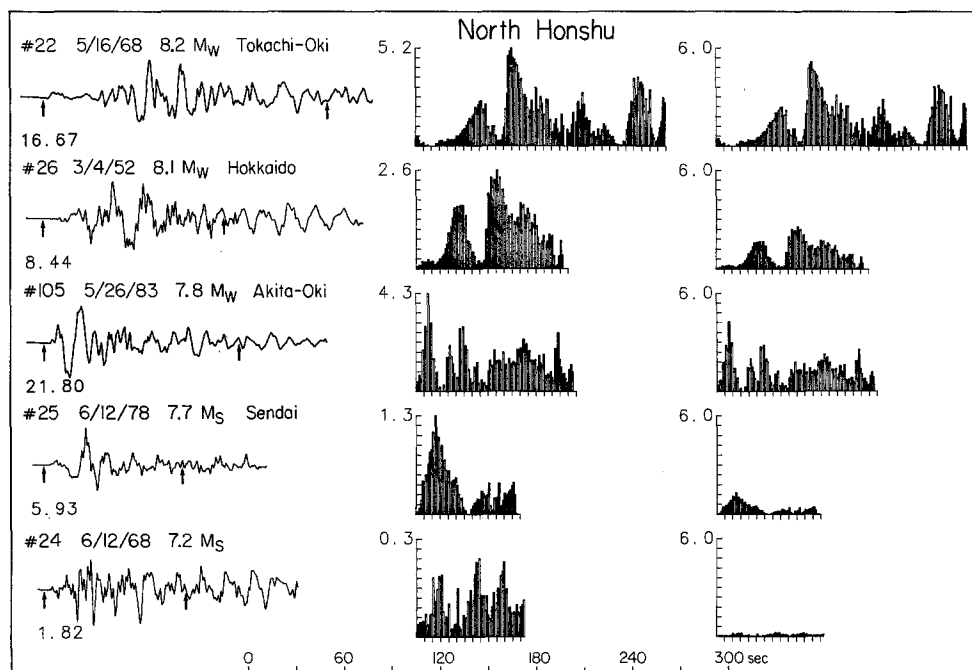 North Honshu
#22 5/16/68 8.2 MW Tokachi-Oki
5.2
6.0
16.67
#26 3/4/52 8.1 MW Hokkaido
2.6
6.0
8.44
#105 5/26/83 7.8 MW Akita-Oki
4.3
6.0
21.80
#25 6/12/78 7.7 MS Sendai
1.3
6.0
5.93
#24 6/12/68 7.2 MS
0.3
6.0
1.82
0 60 120 180 240 300 sec